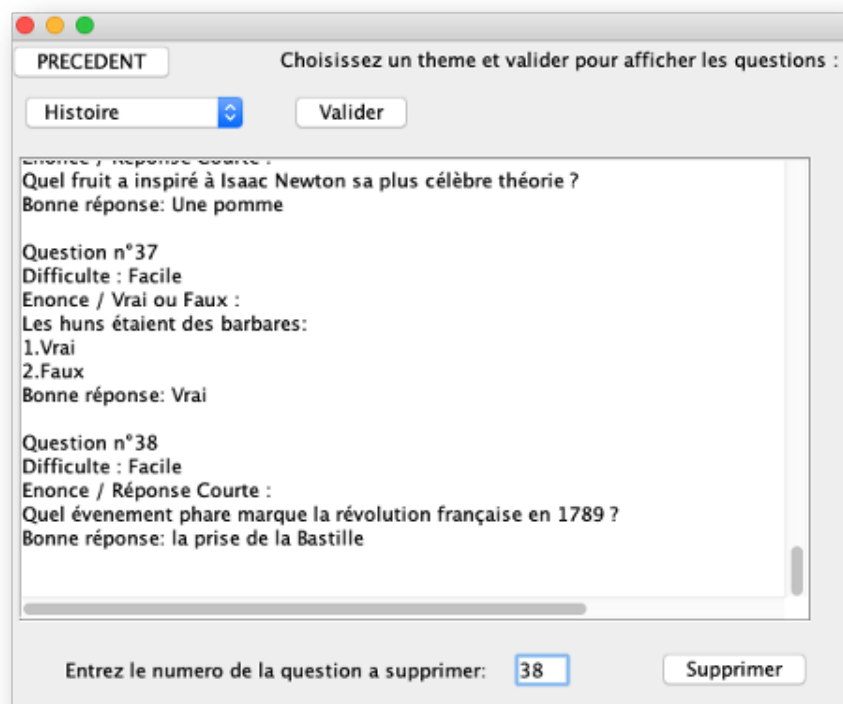 PRECEDENT
Choisissez un theme et valider pour afficher les questions :
Histoire
Valider
Enonce / Réponse Courte :
Quel fruit a inspiré à Isaac Newton sa plus célèbre théorie ?
Bonne réponse: Une pomme
Question n°37
Difficulte : Facile
Enonce / Vrai ou Faux :
Les huns étaient des barbares:
1.Vrai
2.Faux
Bonne réponse: Vrai
Question n°38
Difficulte : Facile
Enonce / Réponse Courte :
Quel évenement phare marque la révolution française en 1789 ?
Bonne réponse: la prise de la Bastille
Entrez le numero de la question a supprimer:
38
Supprimer